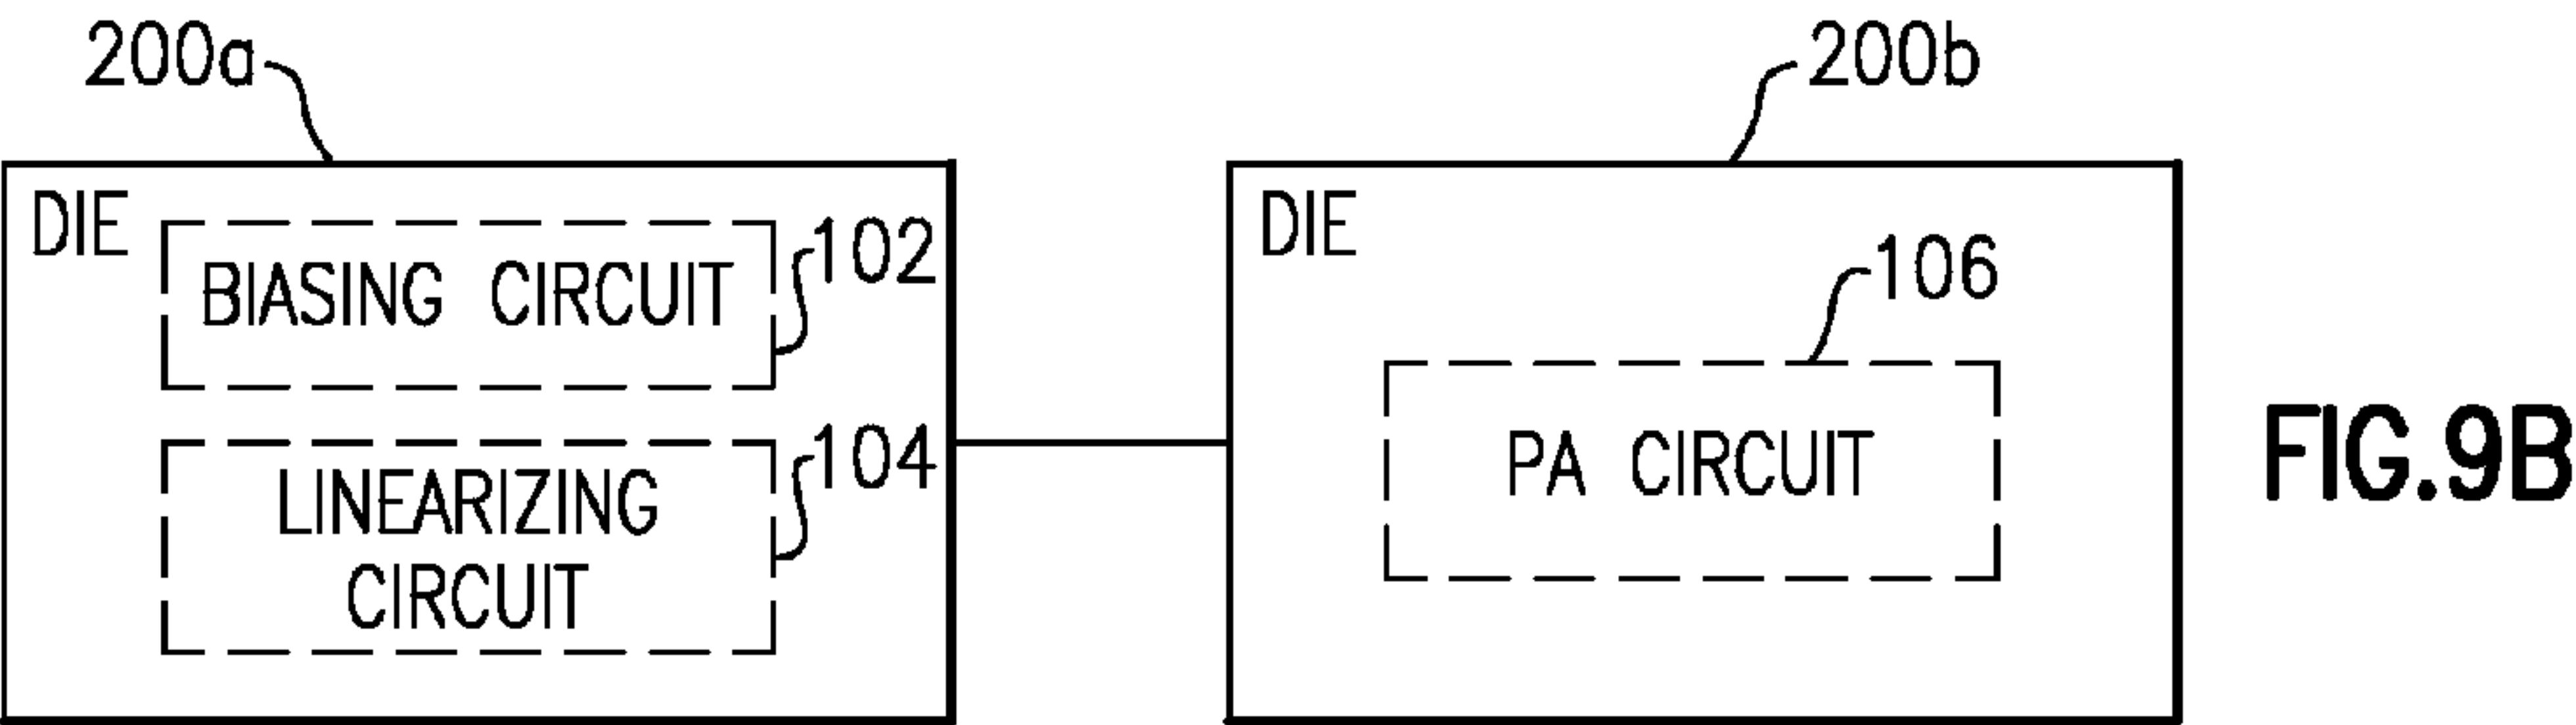 200a
200b
DIE
BIASING CIRCUIT
102
LINEARIZING
CIRCUIT
104
DIE
106
PA CIRCUIT
FIG.9B